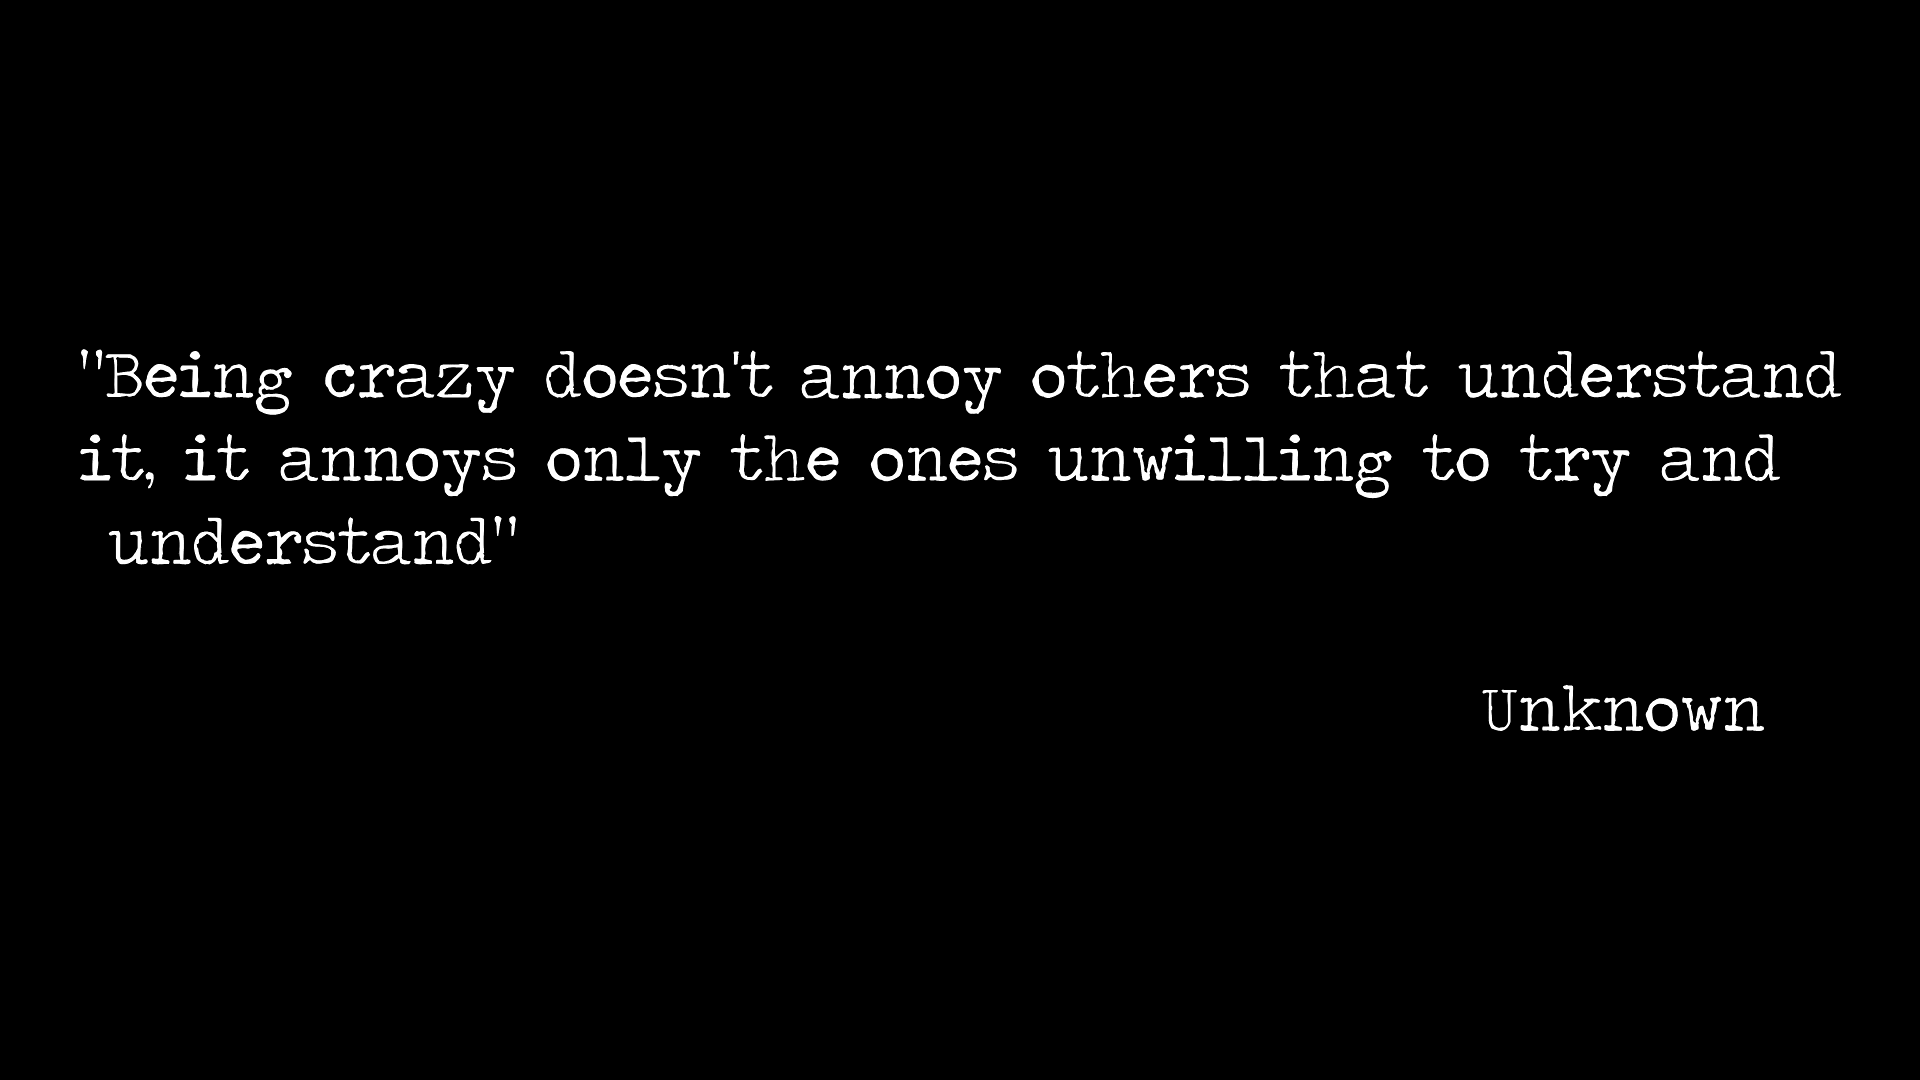 "Being crazy doesn't annoy others that understand
it, it annoys only the ones unwilling to try and
understand"
Unknown